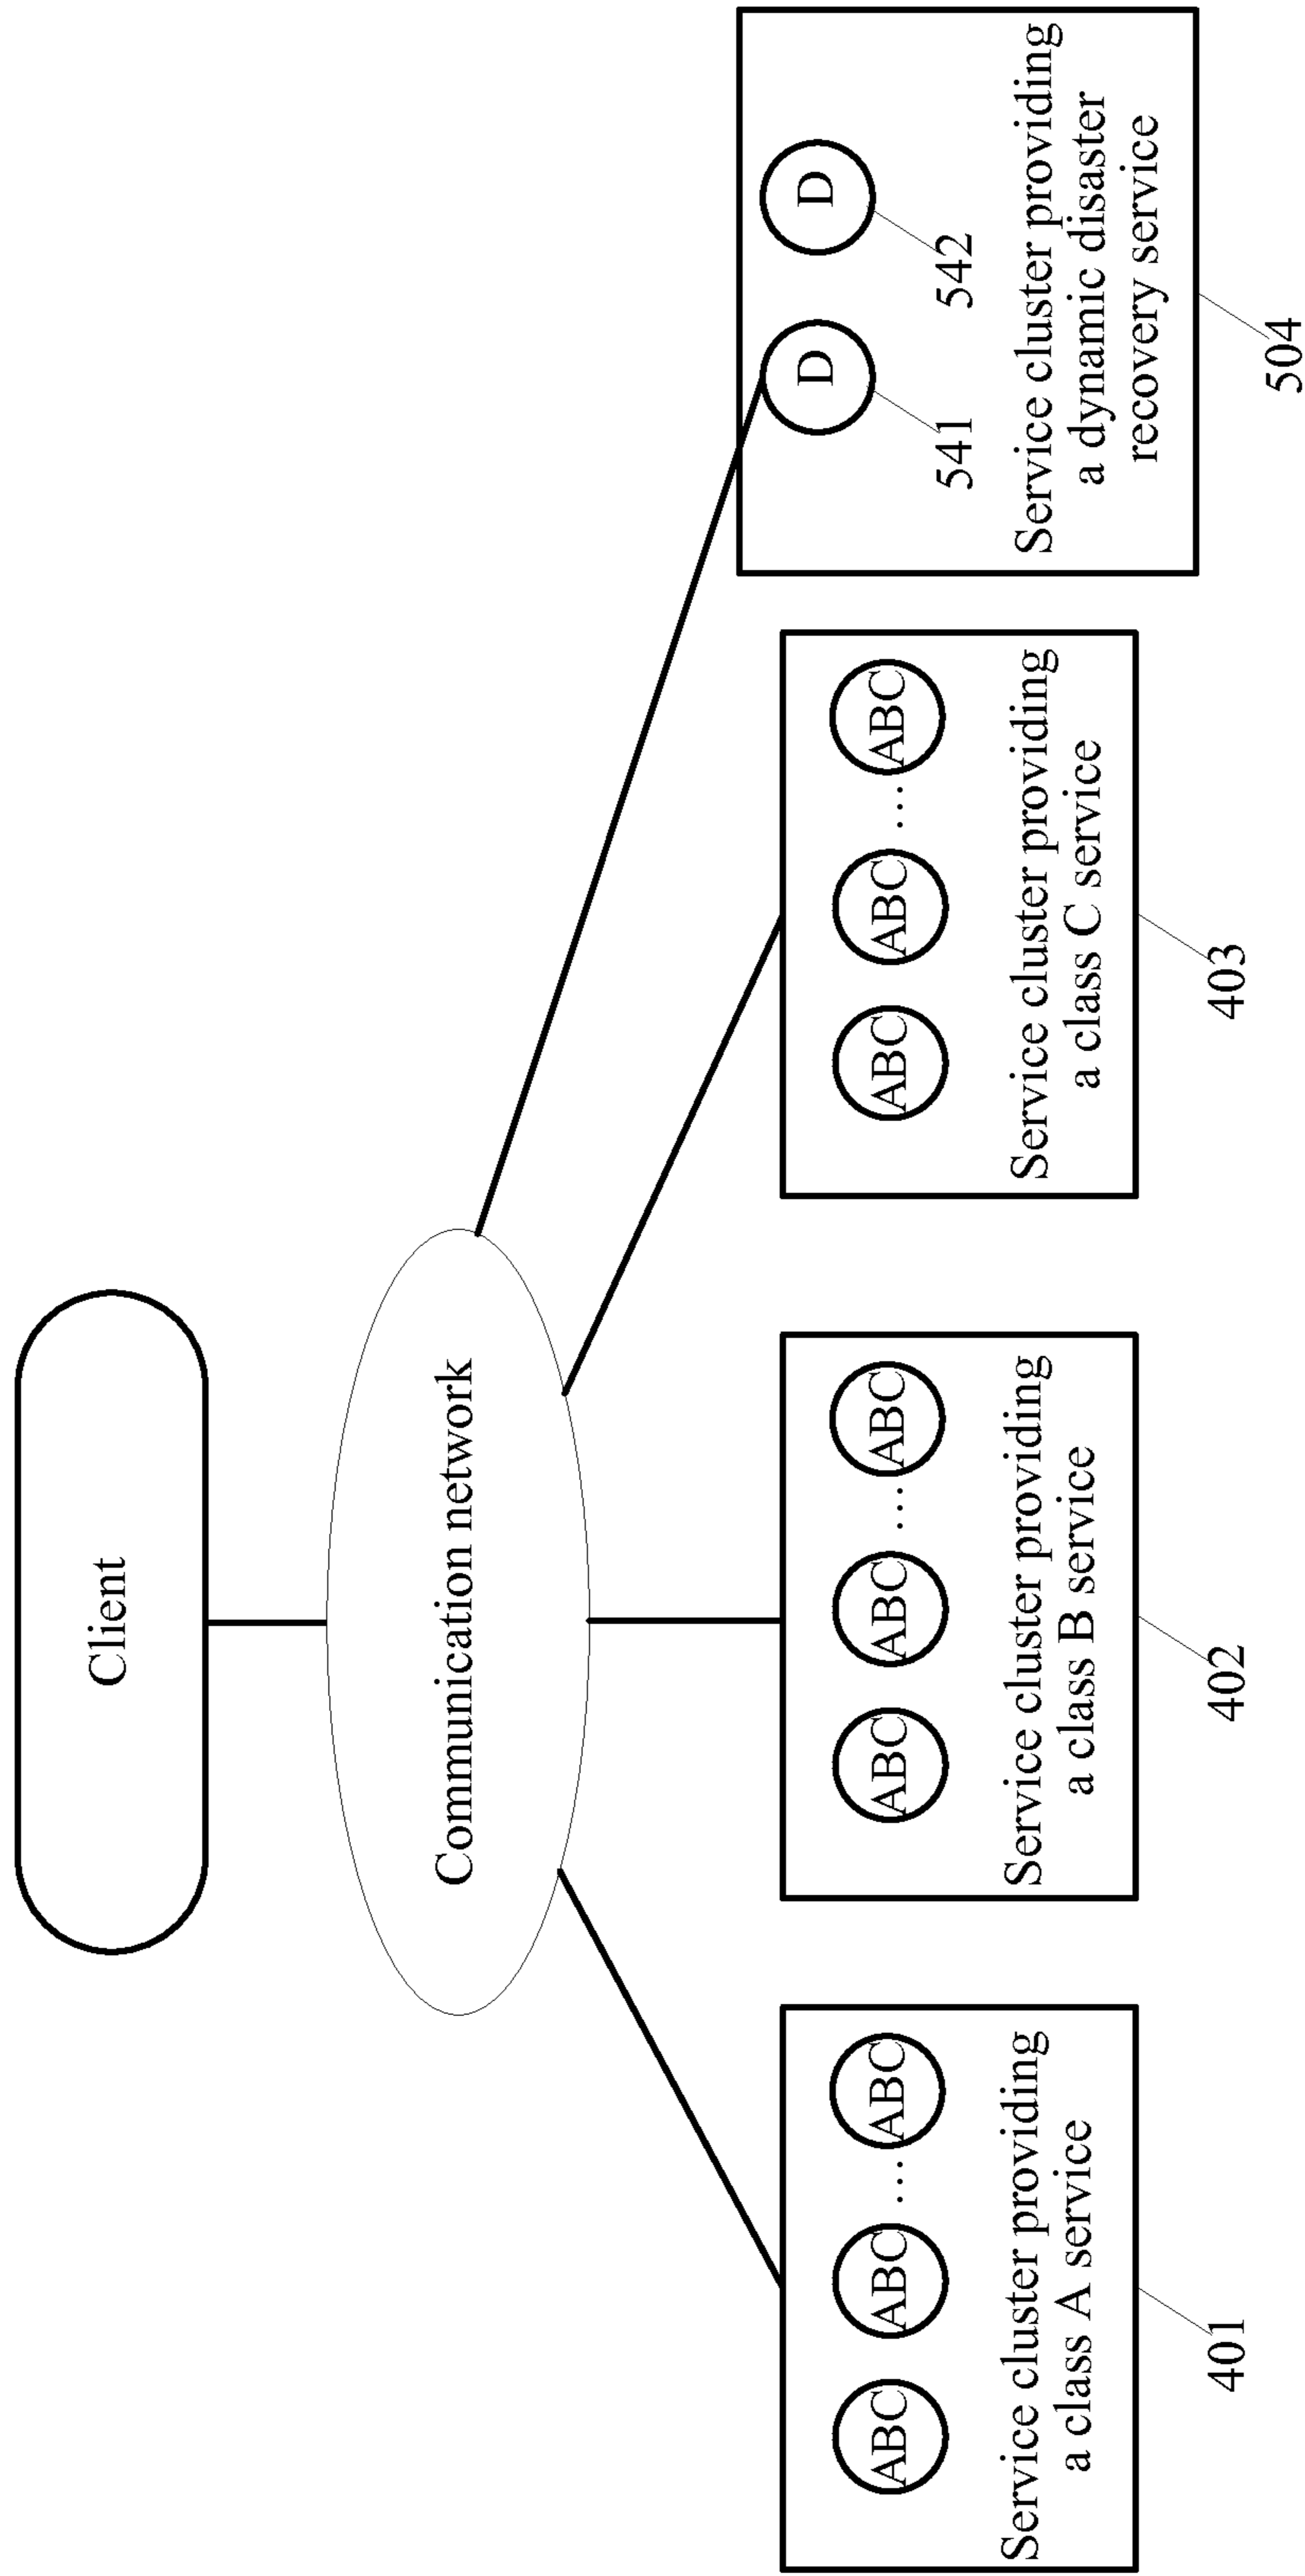 Client
Communication network
ABC
ABC
...
ABC
Service cluster providing
a class A service
401
ABC
ABC
...
ABC
Service cluster providing
a class B service
402
ABC
ABC
...
ABC
Service cluster providing
a class C service
403
D
D
541
542
Service cluster providing
a dynamic disaster
recovery service
504